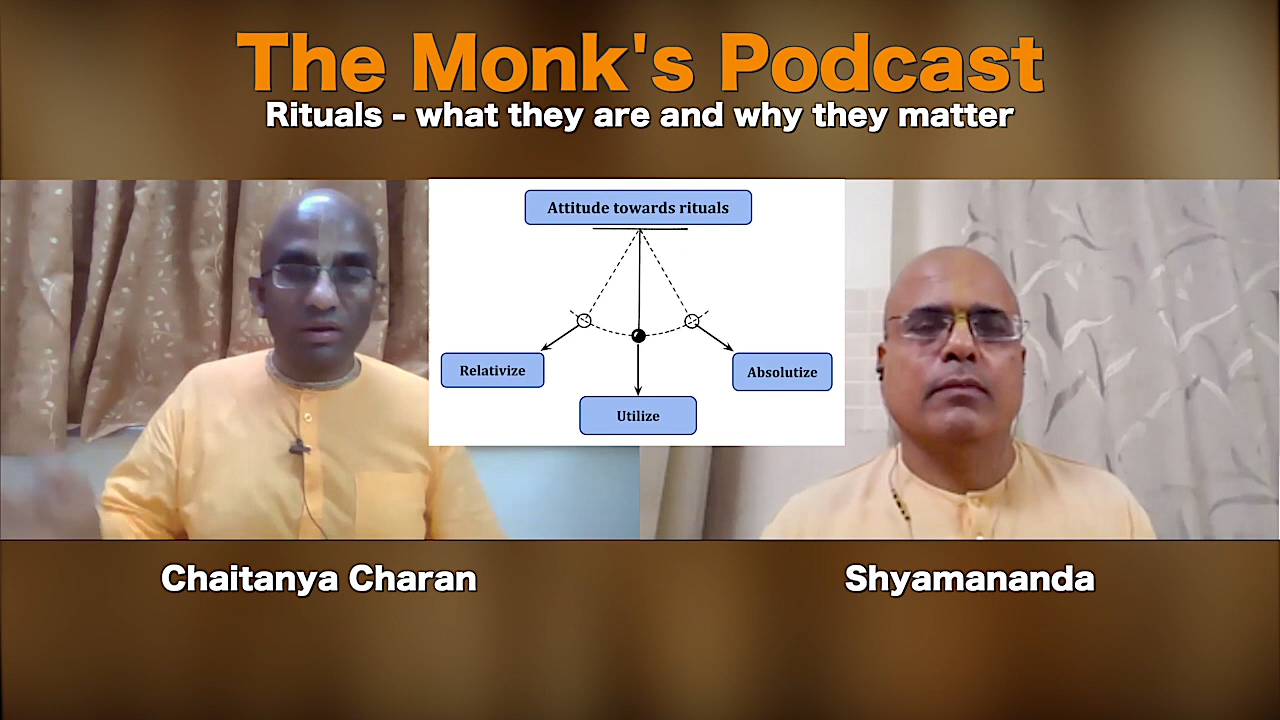 The Monk's Podcast
Rituals - what they are and why they matter
Attitude towards rituals
Relativize
Absolutize
Utilize
Chaitanya Charan
Shyamananda